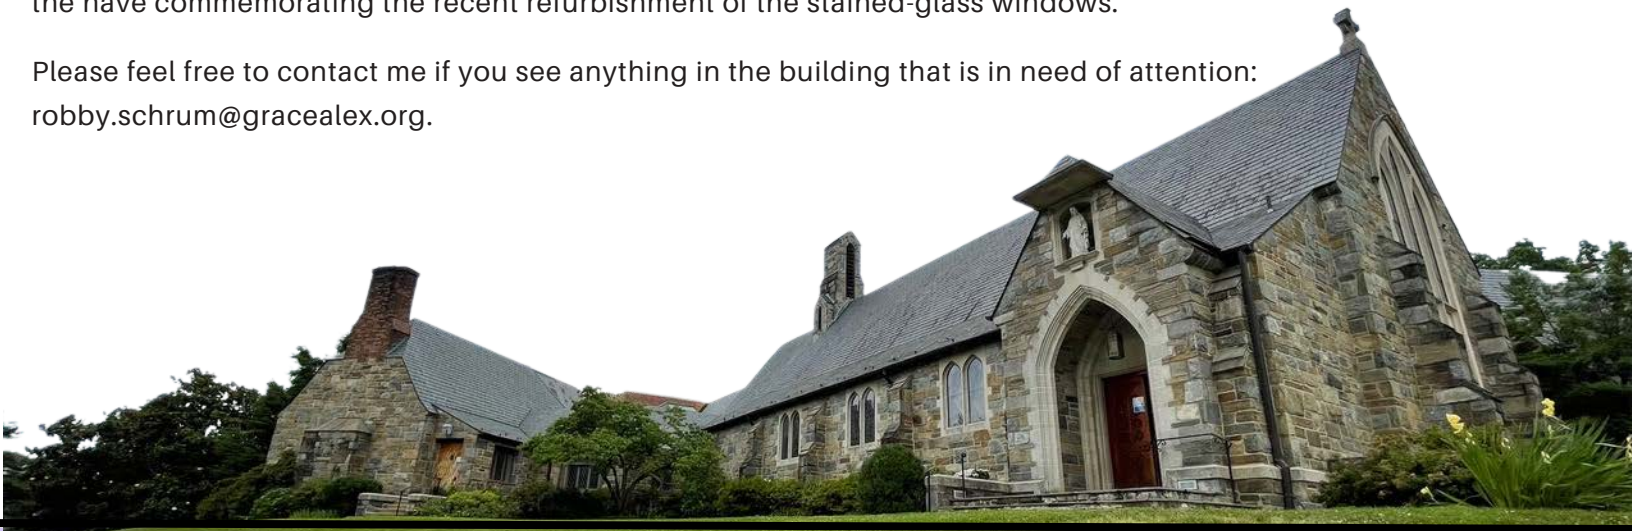 the have commemorating the recent refurbishment of the stained-glass windows.
Please feel free to contact me if you see anything in the building that is in need of attention:
robby.schrum@gracealex.org.